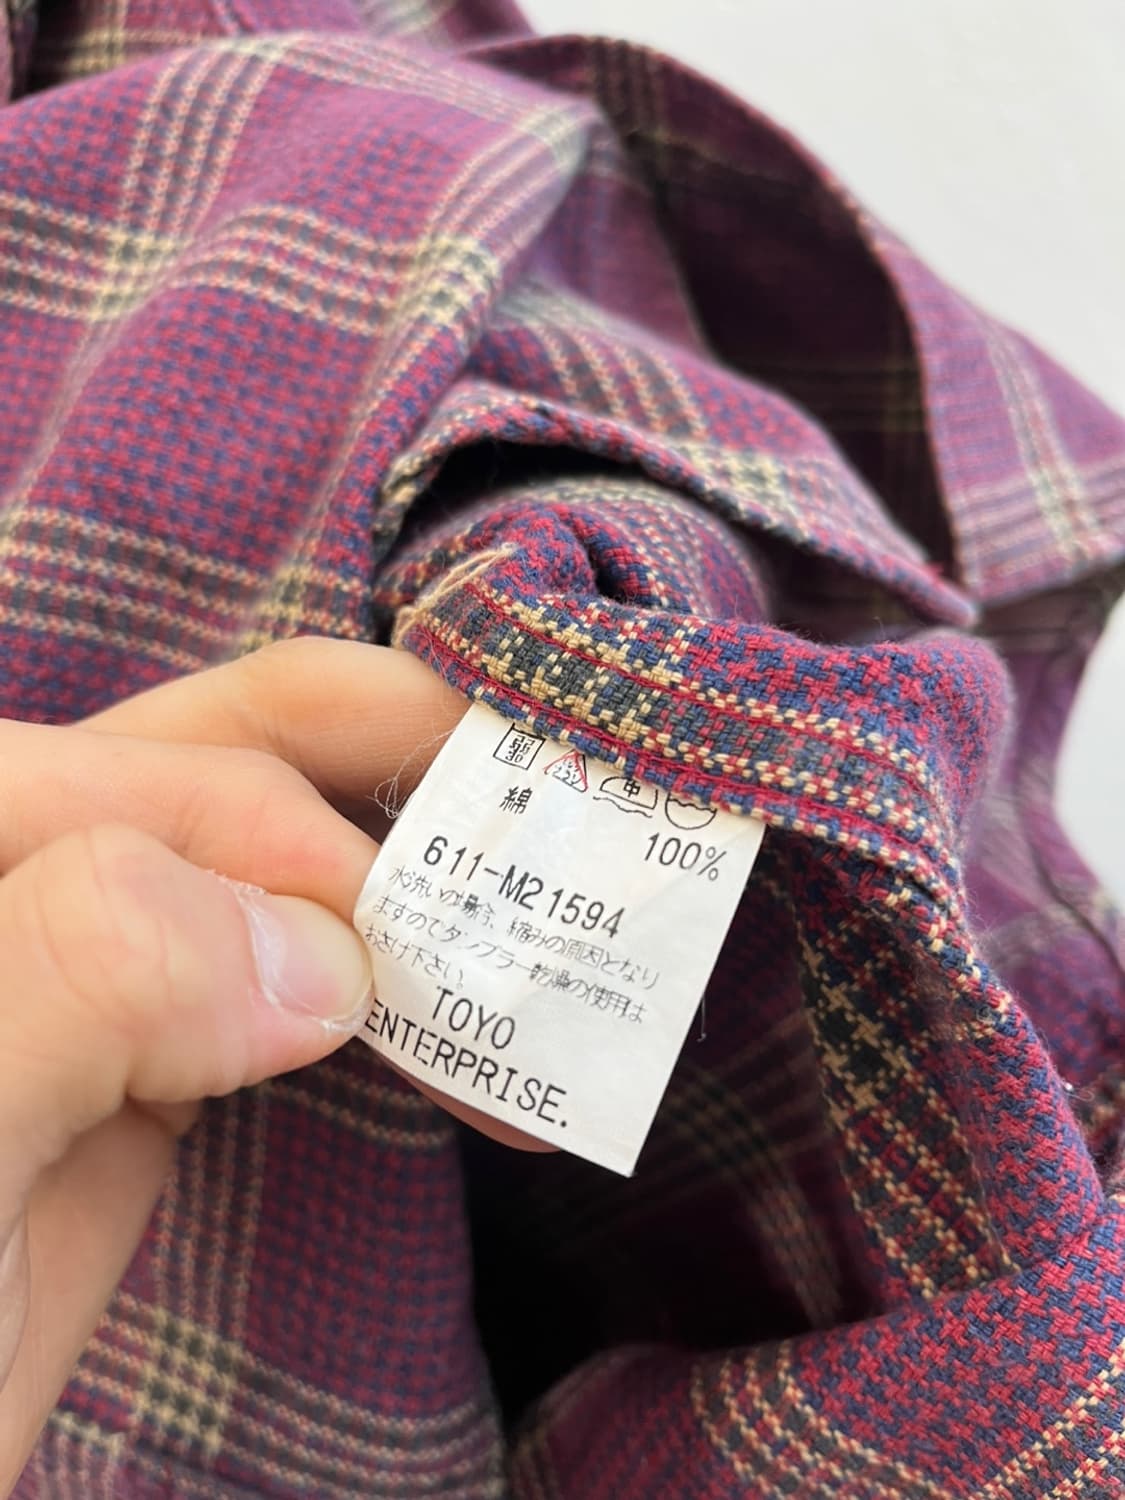 中
綿 100%
611-M21594
水洗いの場合、縮みの原因となり
ますのでタンブラー乾燥の使用は
おさけ下さい。
TOYO
ENTERPRISE.